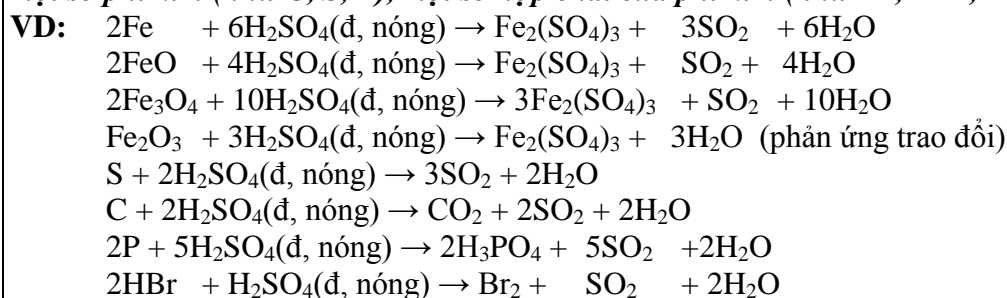 VD: 2Fe + 6H₂SO₄(đ, nóng) → Fe₂(SO₄)₃ + 3SO₂ + 6H₂O
2FeO + 4H₂SO₄(đ, nóng) → Fe₂(SO₄)₃ + SO₂ + 4H₂O
2Fe₃O₄ + 10H₂SO₄(đ, nóng) → 3Fe₂(SO₄)₃ + SO₂ + 10H₂O
Fe₂O₃ + 3H₂SO₄(đ, nóng) → Fe₂(SO₄)₃ + 3H₂O (phản ứng trao đổi)
S + 2H₂SO₄(đ, nóng) → 3SO₂ + 2H₂O
C + 2H₂SO₄(đ, nóng) → CO₂ + 2SO₂ + 2H₂O
2P + 5H₂SO₄(đ, nóng) → 2H₃PO₄ + 5SO₂ +2H₂O
2HBr + H₂SO₄(đ, nóng) → Br₂ + SO₂ + 2H₂O